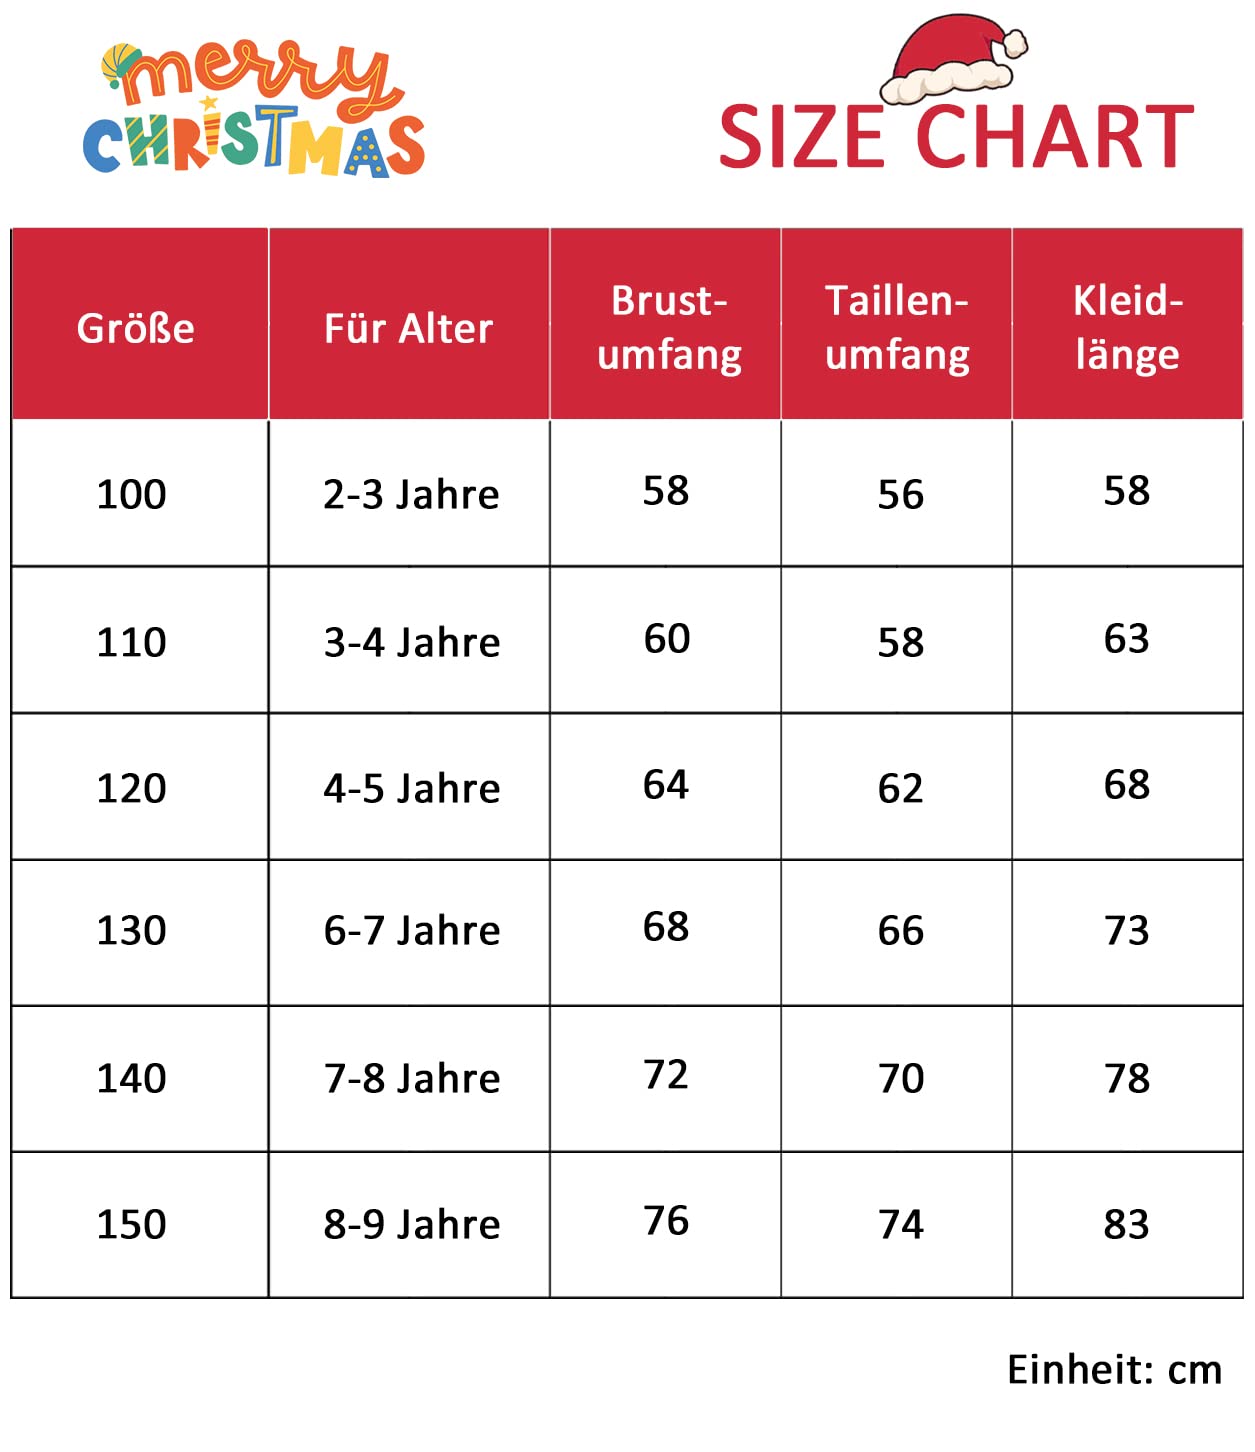 merry
CHRISTMAS
SIZE CHART
Größe Für Alter Brust-umfang Taillen-umfang Kleid-länge
100 2-3 Jahre 58 56 58
110 3-4 Jahre 60 58 63
120 4-5 Jahre 64 62 68
130 6-7 Jahre 68 66 73
140 7-8 Jahre 72 70 78
150 8-9 Jahre 76 74 83
Einheit: cm